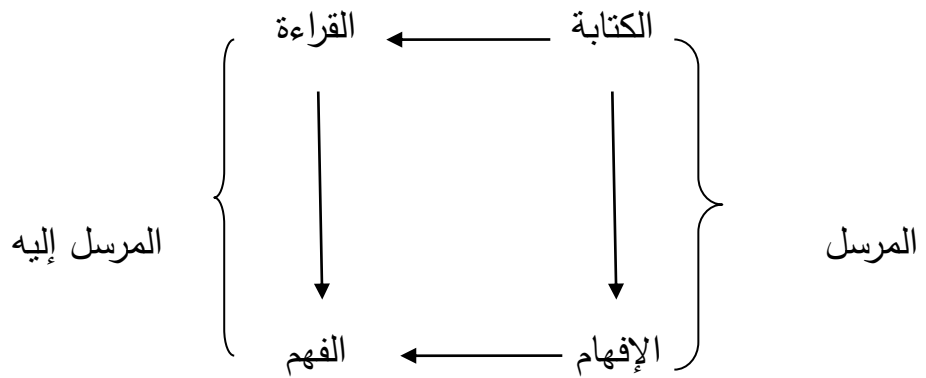 الكتابة
القراءة
المرسل
المرسل إليه
الإفهام
الفهم